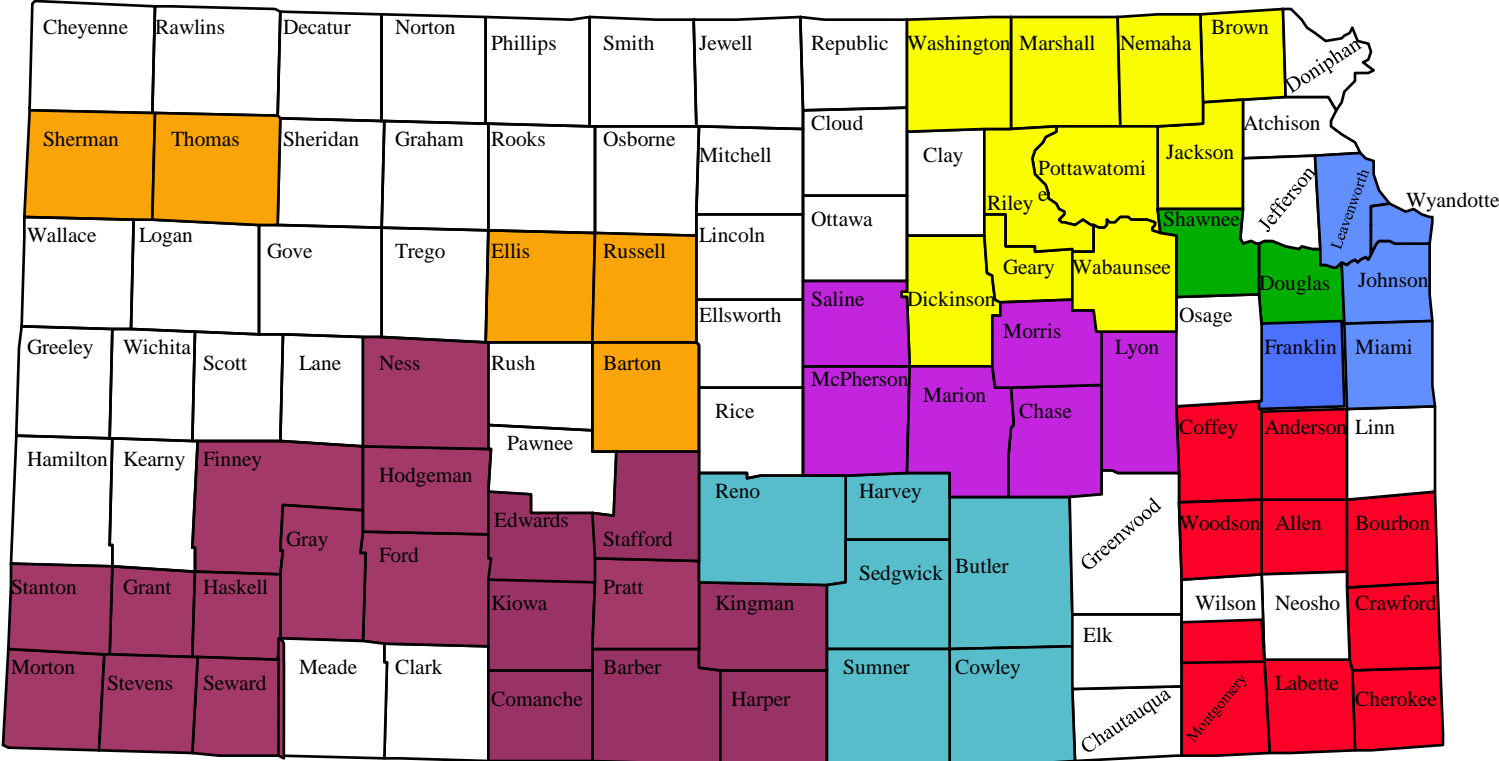 Cheyenne
Rawlins
Decatur
Norton
Phillips
Smith
Jewell
Republic
Washington
Marshall
Nemaha
Brown
Doniphan
Sherman
Thomas
Sheridan
Graham
Rooks
Osborne
Mitchell
Cloud
Clay
Riley
Pottawatomi
e
Jackson
Atchison
Jefferson
Leavenworth
Wyandotte
Wallace
Logan
Gove
Trego
Ellis
Russell
Lincoln
Ottawa
Dickinson
Geary
Wabaunsee
Shawnee
Douglas
Johnson
Greeley
Wichita
Scott
Lane
Ness
Rush
Barton
Ellsworth
Saline
Morris
Lyon
Osage
Franklin
Miami
Hamilton
Kearny
Finney
Hodgeman
Pawnee
Rice
McPherson
Marion
Chase
Coffey
Anderson
Linn
Gray
Ford
Edwards
Stafford
Reno
Harvey
Sedgwick
Butler
Greenwood
Woodson
Allen
Bourbon
Stanton
Grant
Haskell
Kiowa
Pratt
Kingman
Elk
Wilson
Neosho
Crawford
Morton
Stevens
Seward
Meade
Clark
Comanche
Barber
Harper
Sumner
Cowley
Chautauqua
Montgomery
Labette
Cherokee